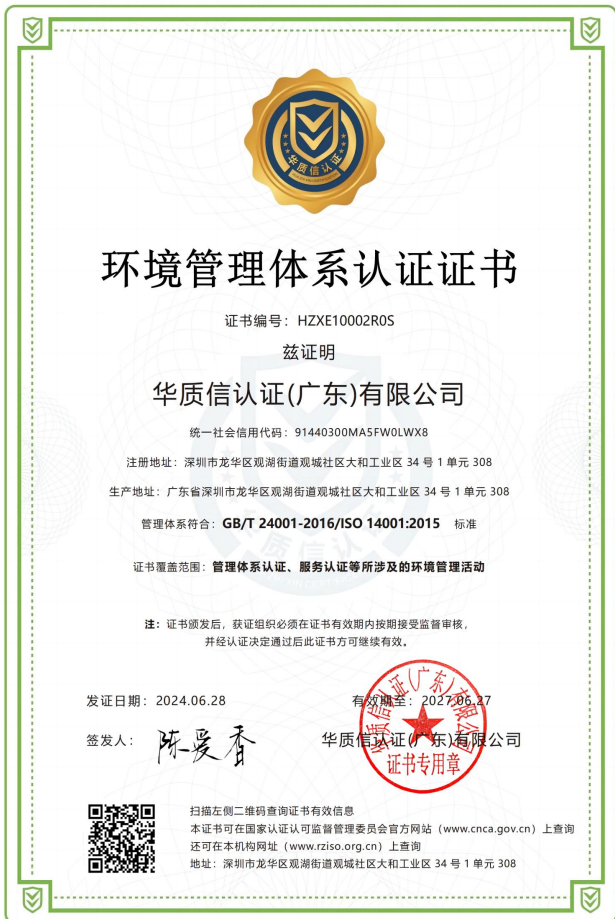 华质信认证
环境管理体系认证证书
证书编号：HZXE10002R0S
兹证明
华质信认证(广东)有限公司
统一社会信用代码：91440300MA5FW0LWX8
注册地址：深圳市龙华区观湖街道观城社区大和工业区 34 号 1 单元 308
生产地址：广东省深圳市龙华区观湖街道观城社区大和工业区 34 号 1 单元 308
管理体系符合：GB/T 24001-2016/ISO 14001:2015 标准
证书覆盖范围：管理体系认证、服务认证等所涉及的环境管理活动
注：证书颁发后，获证组织必须在证书有效期内按期接受监督审核，
并经认证决定通过后此证书方可继续有效。
发证日期：2024.06.28
有效期至：2027.06.27
签发人：陈爱香
华质信认证(广东)有限公司
华质信认证(广东)有限公司
证书专用章
扫描左侧二维码查询证书有效信息
本证书可在国家认证认可监督管理委员会官方网站（www.cnca.gov.cn）上查询
还可在本机构网址（www.rziso.org.cn）上查询
地址：深圳市龙华区观湖街道观城社区大和工业区 34 号 1 单元 308